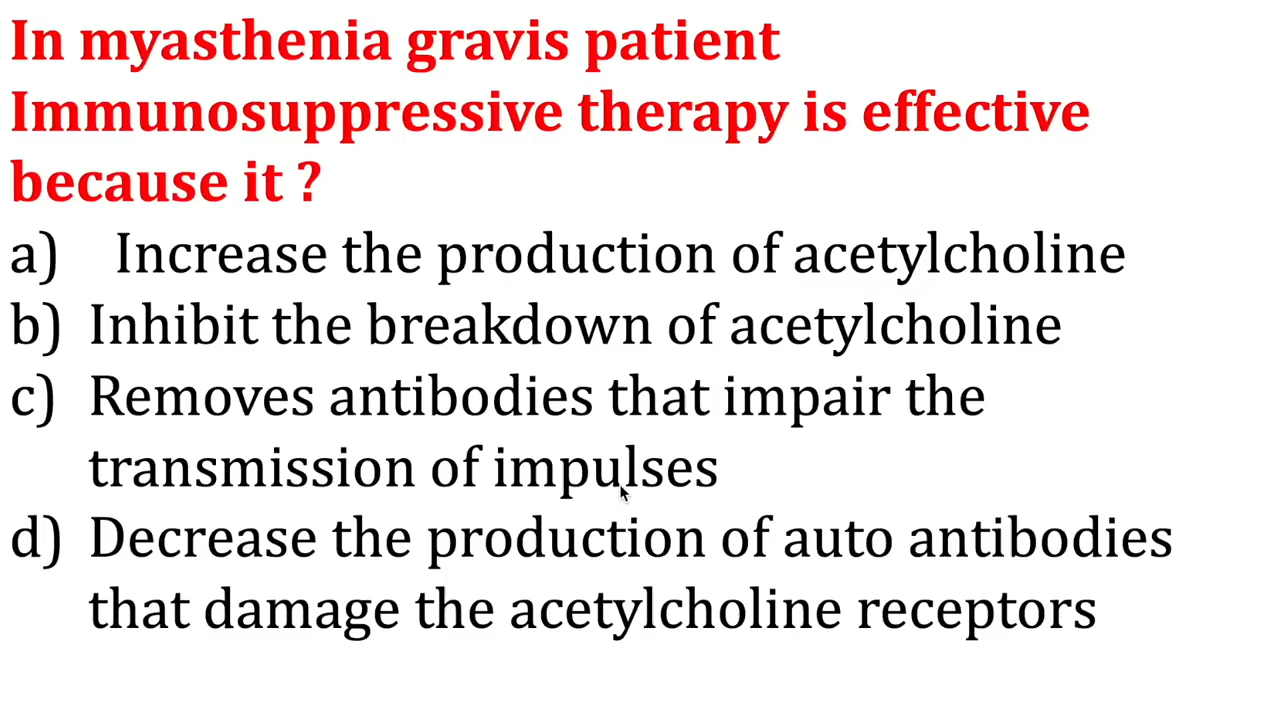 In myasthenia gravis patient
Immunosuppressive therapy is effective
because it ?
a) Increase the production of acetylcholine
b) Inhibit the breakdown of acetylcholine
c) Removes antibodies that impair the
transmission of impulses
d) Decrease the production of auto antibodies
that damage the acetylcholine receptors